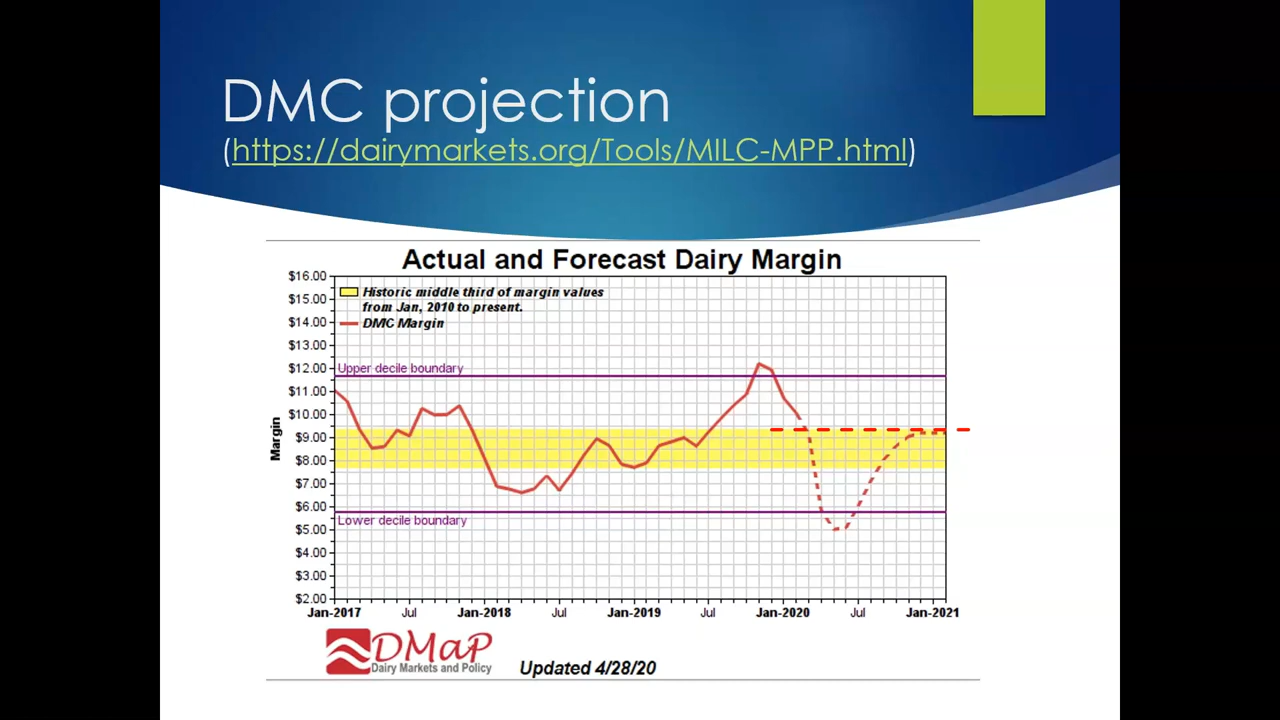 DMC projection
(https://dairymarkets.org/Tools/MILC-MPP.html)
Actual and Forecast Dairy Margin
$16.00
$15.00
$14.00
$13.00
$12.00
$11.00
$10.00
$9.00
$8.00
$7.00
$6.00
$5.00
$4.00
$3.00
$2.00
Margin
Historic middle third of margin values
from Jan, 2010 to present.
DMC Margin
Upper decile boundary
Lower decile boundary
Jan-2017 Jul Jan-2018 Jul Jan-2019 Jul Jan-2020 Jul Jan-2021
DMaP
Dairy Markets and Policy
Updated 4/28/20